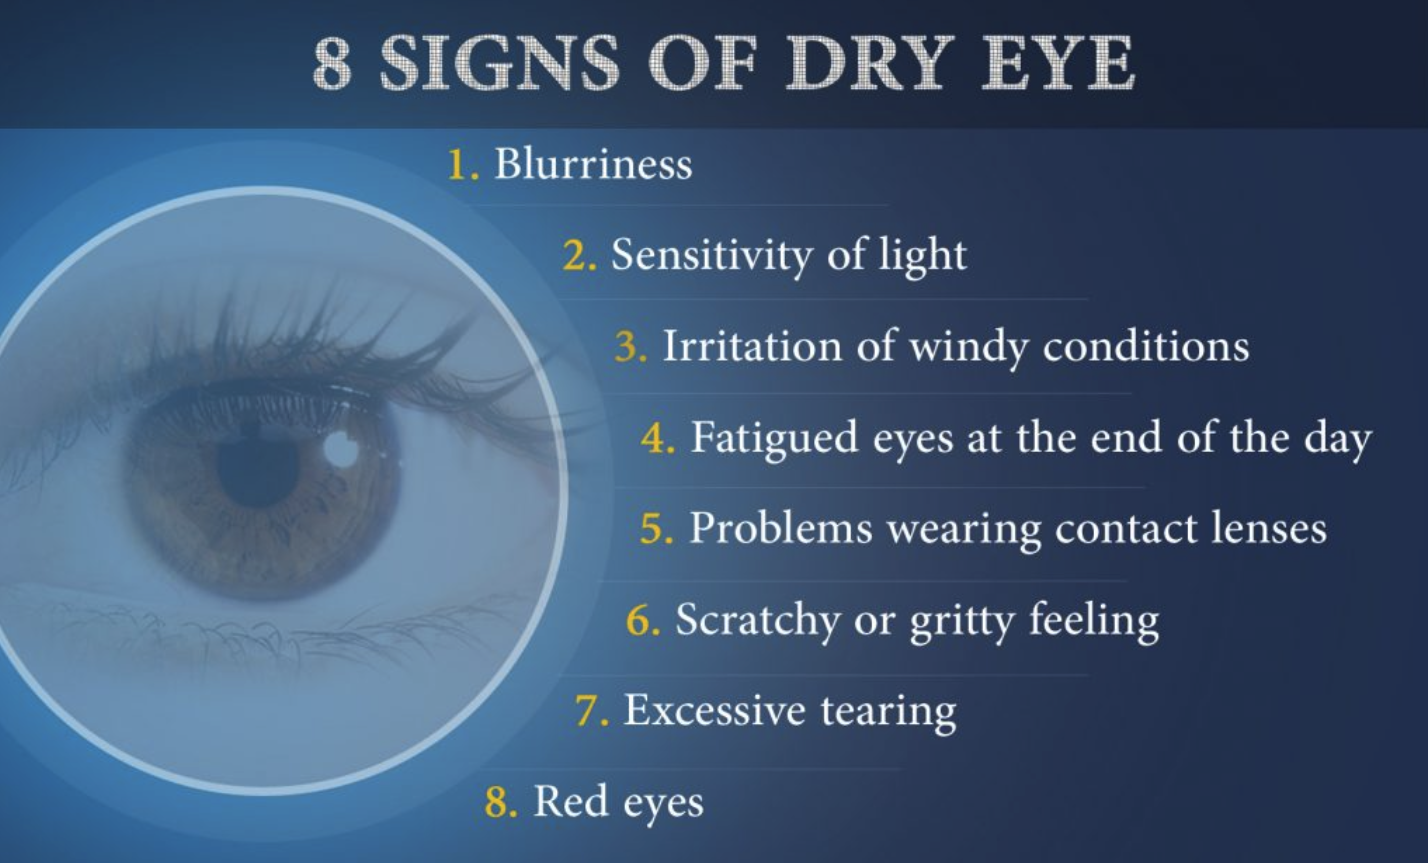 8 SIGNS OF DRY EYE
1. Blurriness
2. Sensitivity of light
3. Irritation of windy conditions
4. Fatigued eyes at the end of the day
5. Problems wearing contact lenses
6. Scratchy or gritty feeling
7. Excessive tearing
8. Red eyes